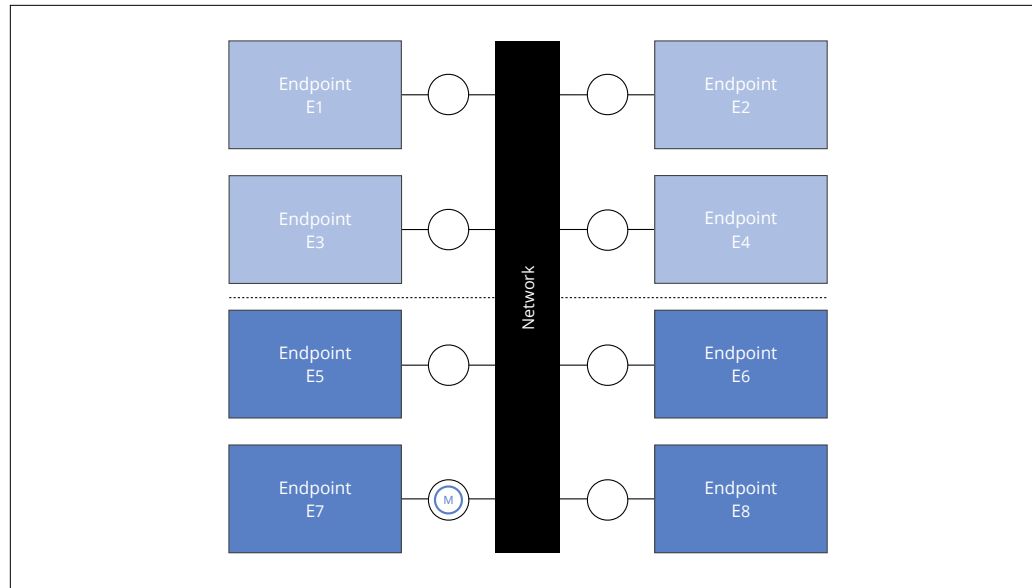 Endpoint
E1
Endpoint
E2
Endpoint
E3
Endpoint
E4
Network
Endpoint
E5
Endpoint
E6
Endpoint
E7
M
Endpoint
E8